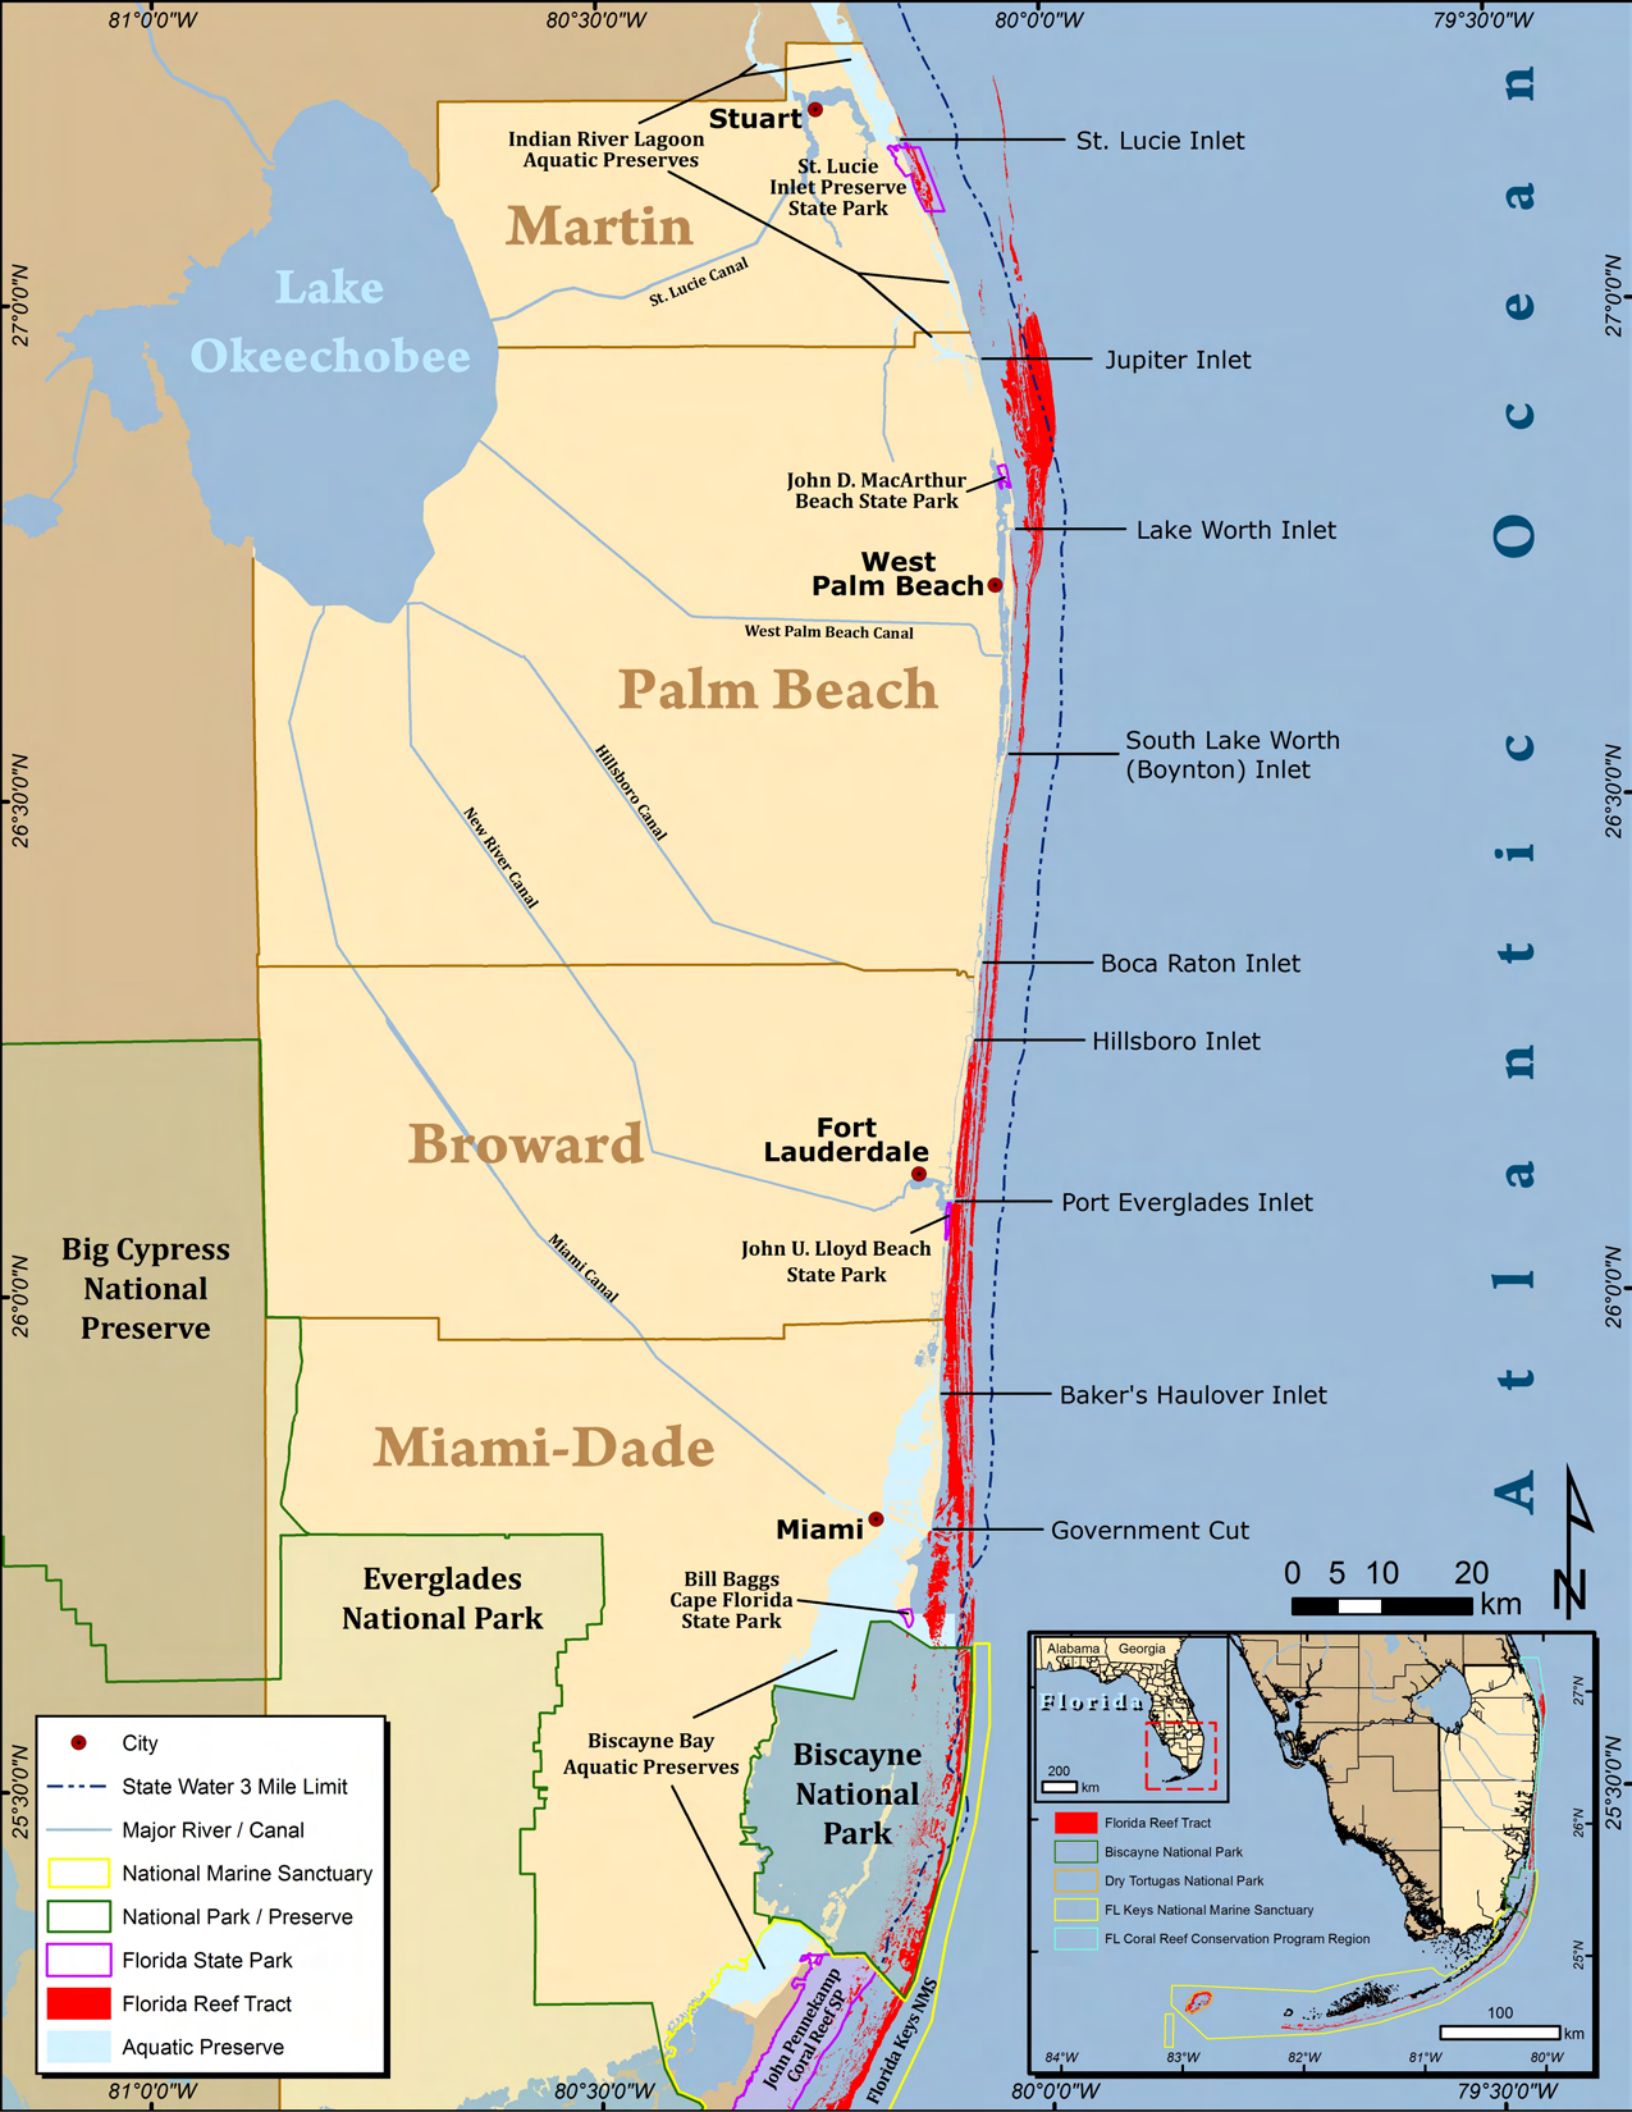 81°0'0"W
80°30'0"W
80°0'0"W
79°30'0"W
Stuart
Indian River Lagoon
Aquatic Preserves
St. Lucie Inlet
St. Lucie
Inlet Preserve
State Park
Martin
St. Lucie Canal
Lake
Okeechobee
27°0'0"N
27°0'0"N
Jupiter Inlet
John D. MacArthur
Beach State Park
Lake Worth Inlet
West
Palm Beach
West Palm Beach Canal
Palm Beach
South Lake Worth
(Boynton) Inlet
Hillsboro Canal
New River Canal
26°30'0"N
26°30'0"N
Boca Raton Inlet
Hillsboro Inlet
Broward
Fort
Lauderdale
Port Everglades Inlet
John U. Lloyd Beach
State Park
Big Cypress
National
Preserve
Miami Canal
26°0'0"N
26°0'0"N
Baker's Haulover Inlet
Miami-Dade
Miami
Government Cut
Atlantic Ocean
Everglades
National Park
Bill Baggs
Cape Florida
State Park
0 5 10 20
km
N
Biscayne Bay
Aquatic Preserves
Biscayne
National
Park
25°30'0"N
25°30'0"N
John Pennekamp
Coral Reef SP
Florida Keys NMS
City
State Water 3 Mile Limit
Major River / Canal
National Marine Sanctuary
National Park / Preserve
Florida State Park
Florida Reef Tract
Aquatic Preserve
Alabama
Georgia
Florida
200
km
Florida Reef Tract
Biscayne National Park
Dry Tortugas National Park
FL Keys National Marine Sanctuary
FL Coral Reef Conservation Program Region
27°N
26°N
25°N
100
km
84°W
83°W
82°W
81°W
80°W
81°0'0"W
80°30'0"W
80°0'0"W
79°30'0"W